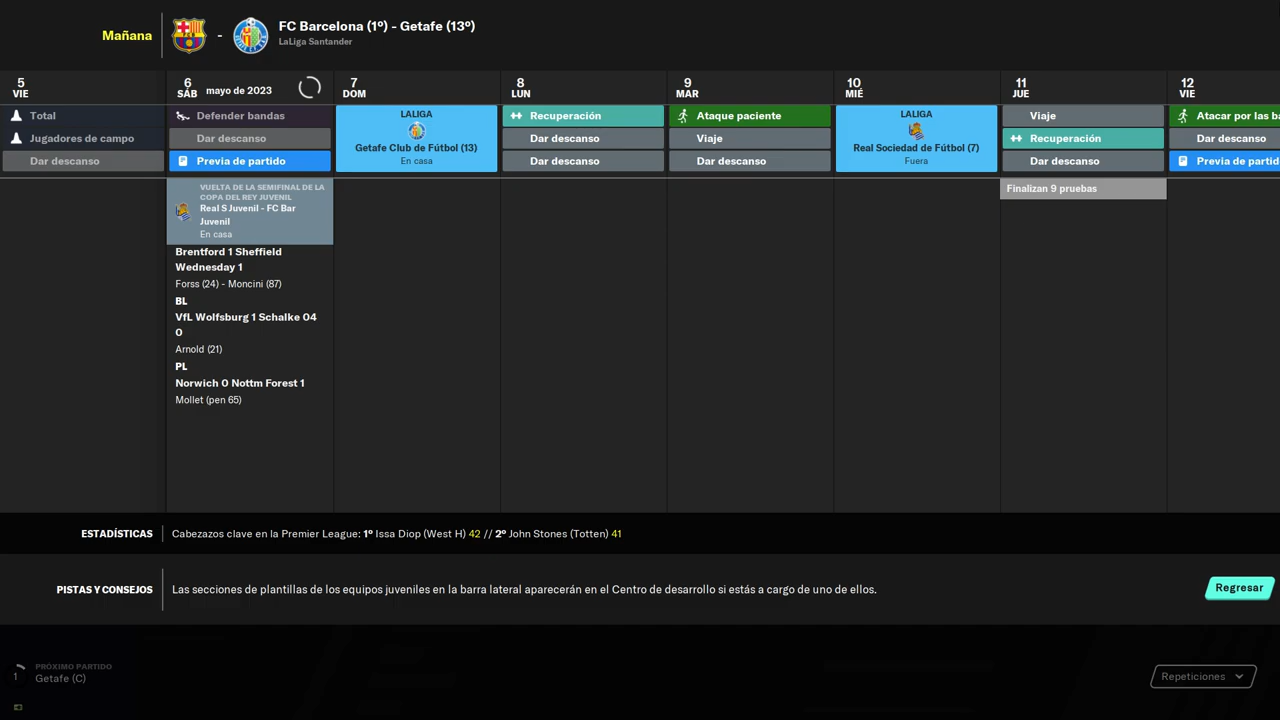 Mañana
-
FC Barcelona (1º) - Getafe (13º)
LaLiga Santander
5
VIE
6
SÁB
mayo de 2023
7
DOM
8
LUN
9
MAR
10
MIÉ
11
JUE
12
VIE
Total
Jugadores de campo
Dar descanso
Defender bandas
Dar descanso
Previa de partido
LALIGA
Getafe Club de Fútbol (13)
En casa
Recuperación
Dar descanso
Dar descanso
Ataque paciente
Viaje
Dar descanso
LALIGA
Real Sociedad de Fútbol (7)
Fuera
Viaje
Recuperación
Dar descanso
Atacar por las ba
Dar descanso
Previa de partid
VUELTA DE LA SEMIFINAL DE LA
COPA DEL REY JUVENIL
Real S Juvenil - FC Bar
Juvenil
En casa
Finalizan 9 pruebas
Brentford 1 Sheffield
Wednesday 1
Forss (24) - Moncini (87)
BL
VfL Wolfsburg 1 Schalke 04
0
Arnold (21)
PL
Norwich 0 Nottm Forest 1
Mollet (pen 65)
ESTADÍSTICAS
Cabezazos clave en la Premier League: 1º Issa Diop (West H) 42 // 2º John Stones (Totten) 41
PISTAS Y CONSEJOS
Las secciones de plantillas de los equipos juveniles en la barra lateral aparecerán en el Centro de desarrollo si estás a cargo de uno de ellos.
Regresar
1
PRÓXIMO PARTIDO
Getafe (C)
Repeticiones